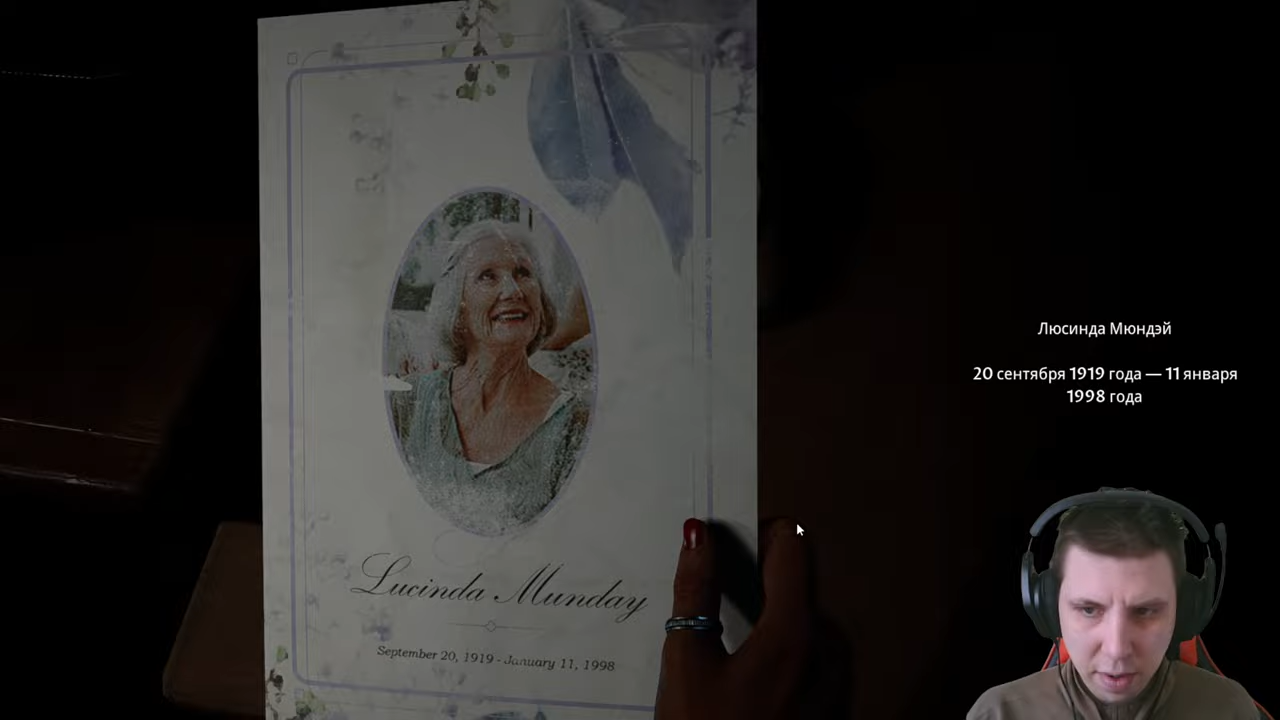 Lucinda Munday
September 20, 1919 - January 11, 1998
Люсинда Мюндэй
20 сентября 1919 года — 11 января
1998 года